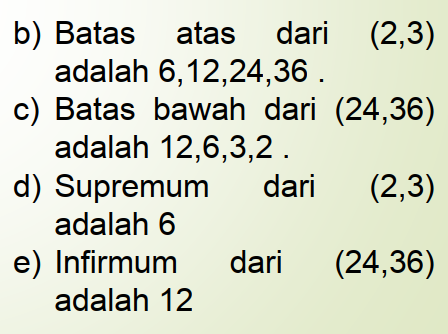 b) Batas atas dari (2,3)
adalah 6,12,24,36 .
c) Batas bawah dari (24,36)
adalah 12,6,3,2 .
d) Supremum dari (2,3)
adalah 6
e) Infirmum dari (24,36)
adalah 12